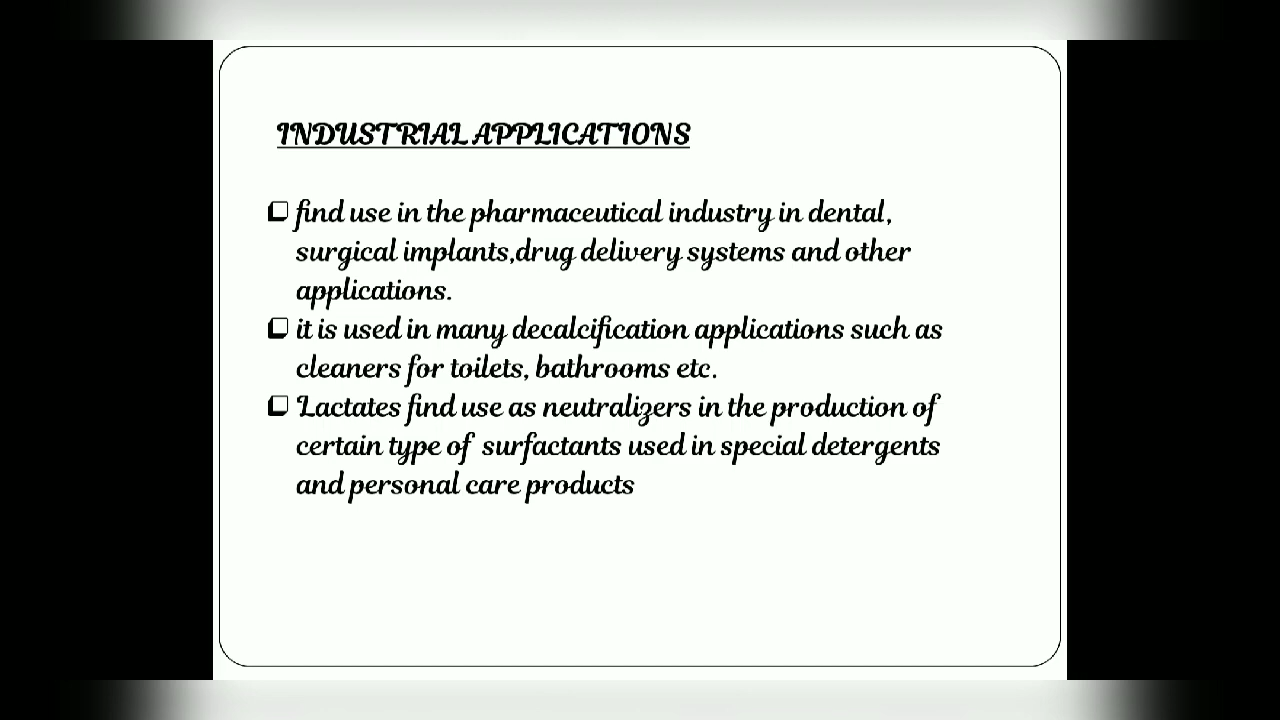 INDUSTRIAL APPLICATIONS
find use in the pharmaceutical industry in dental,
surgical implants,drug delivery systems and other
applications.
it is used in many decalcification applications such as
cleaners for toilets, bathrooms etc.
Lactates find use as neutralizers in the production of
certain type of surfactants used in special detergents
and personal care products